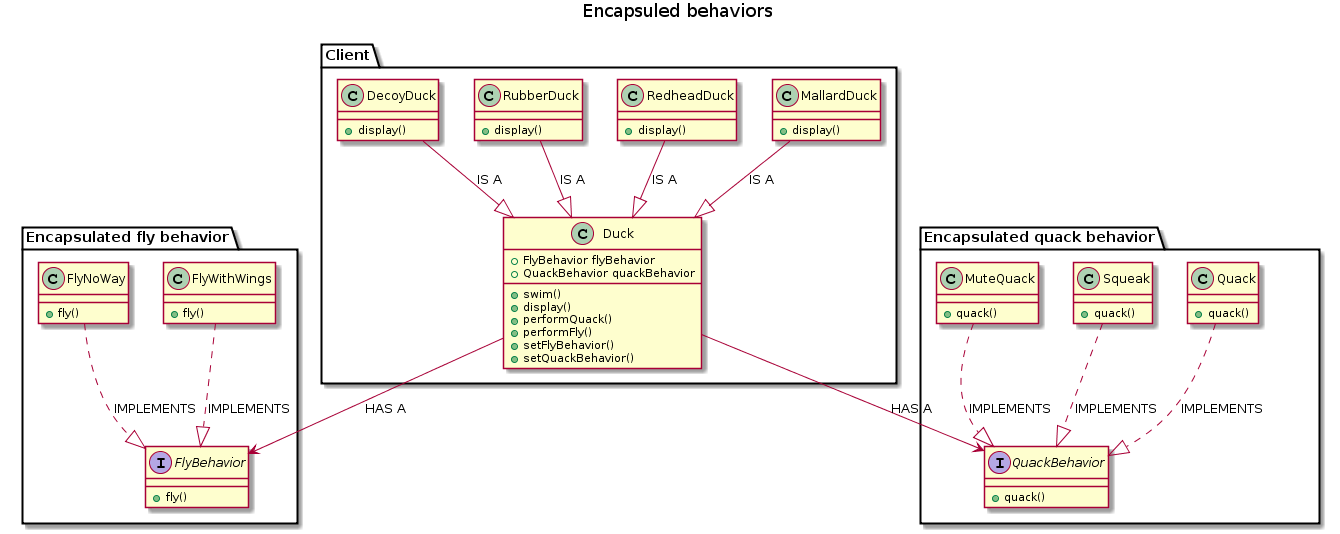 Encapsuled behaviors
Client
C DecoyDuck
display()
C RubberDuck
display()
C RedheadDuck
display()
C MallardDuck
display()
IS A
IS A
IS A
IS A
C Duck
FlyBehavior flyBehavior
QuackBehavior quackBehavior
swim()
display()
performQuack()
performFly()
setFlyBehavior()
setQuackBehavior()
Encapsulated fly behavior
C FlyNoWay
fly()
C FlyWithWings
fly()
IMPLEMENTS
IMPLEMENTS
HAS A
I FlyBehavior
fly()
Encapsulated quack behavior
C MuteQuack
quack()
C Squeak
quack()
C Quack
quack()
HAS A
IMPLEMENTS
IMPLEMENTS
IMPLEMENTS
I QuackBehavior
quack()